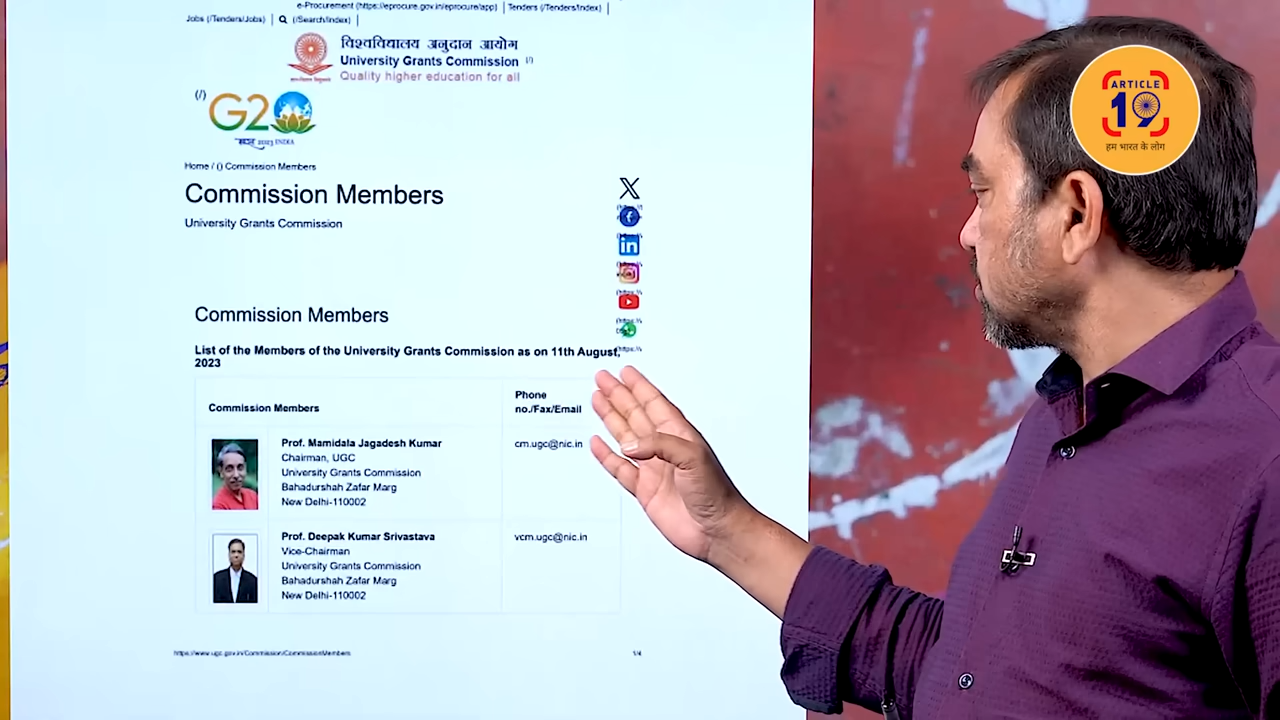 e-Procurement (https://eprocure.gov.in/eprocure/app) | Tenders (/Tenders/Index) |
Jobs (/Tenders/Jobs) | (/Search/Index) |
विश्वविद्यालय अनुदान आयोग
University Grants Commission (/)
Quality higher education for all
(/)
G20
2023 INDIA
Home / () Commission Members
Commission Members
University Grants Commission
Commission Members
List of the Members of the University Grants Commission as on 11th August,
2023
Commission Members
Phone
no./Fax/Email
Prof. Mamidala Jagadesh Kumar
Chairman, UGC
University Grants Commission
Bahadurshah Zafar Marg
New Delhi-110002
cm.ugc@nic.in
Prof. Deepak Kumar Srivastava
Vice-Chairman
University Grants Commission
Bahadurshah Zafar Marg
New Delhi-110002
vcm.ugc@nic.in
https://www.ugc.gov.in/Commission/CommissionMembers
1/4
ARTICLE
19
हम भारत के लोग